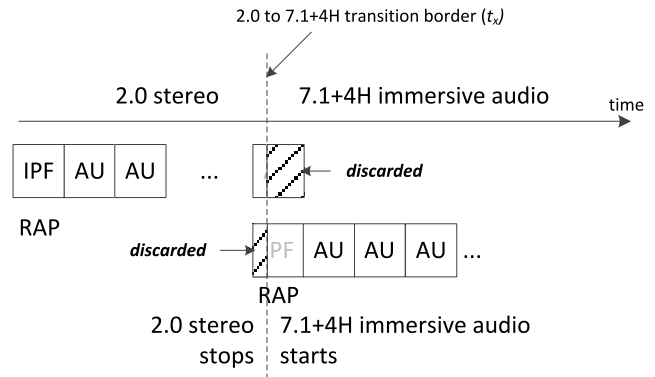 2.0 to 7.1+4H transition border (tx)
2.0 stereo
7.1+4H immersive audio
time
IPF AU AU ... discarded
RAP
discarded PF AU AU AU ...
RAP
2.0 stereo 7.1+4H immersive audio
stops starts